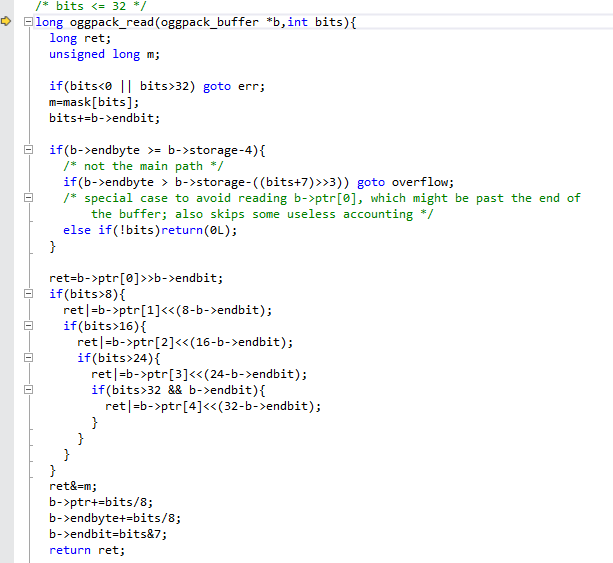 /* bits <= 32 */
long oggpack_read(oggpack_buffer *b,int bits){
  long ret;
  unsigned long m;

  if(bits<0 || bits>32) goto err;
  m=mask[bits];
  bits+=b->endbit;

  if(b->endbyte >= b->storage-4){
    /* not the main path */
    if(b->endbyte > b->storage-((bits+7)>>3)) goto overflow;
    /* special case to avoid reading b->ptr[0], which might be past the end of
        the buffer; also skips some useless accounting */
    else if(!bits)return(0L);
  }

  ret=b->ptr[0]>>b->endbit;
  if(bits>8){
    ret|=b->ptr[1]<<(8-b->endbit);
    if(bits>16){
      ret|=b->ptr[2]<<(16-b->endbit);
      if(bits>24){
        ret|=b->ptr[3]<<(24-b->endbit);
        if(bits>32 && b->endbit){
          ret|=b->ptr[4]<<(32-b->endbit);
        }
      }
    }
  }
  ret&=m;
  b->ptr+=bits/8;
  b->endbyte+=bits/8;
  b->endbit=bits&7;
  return ret;